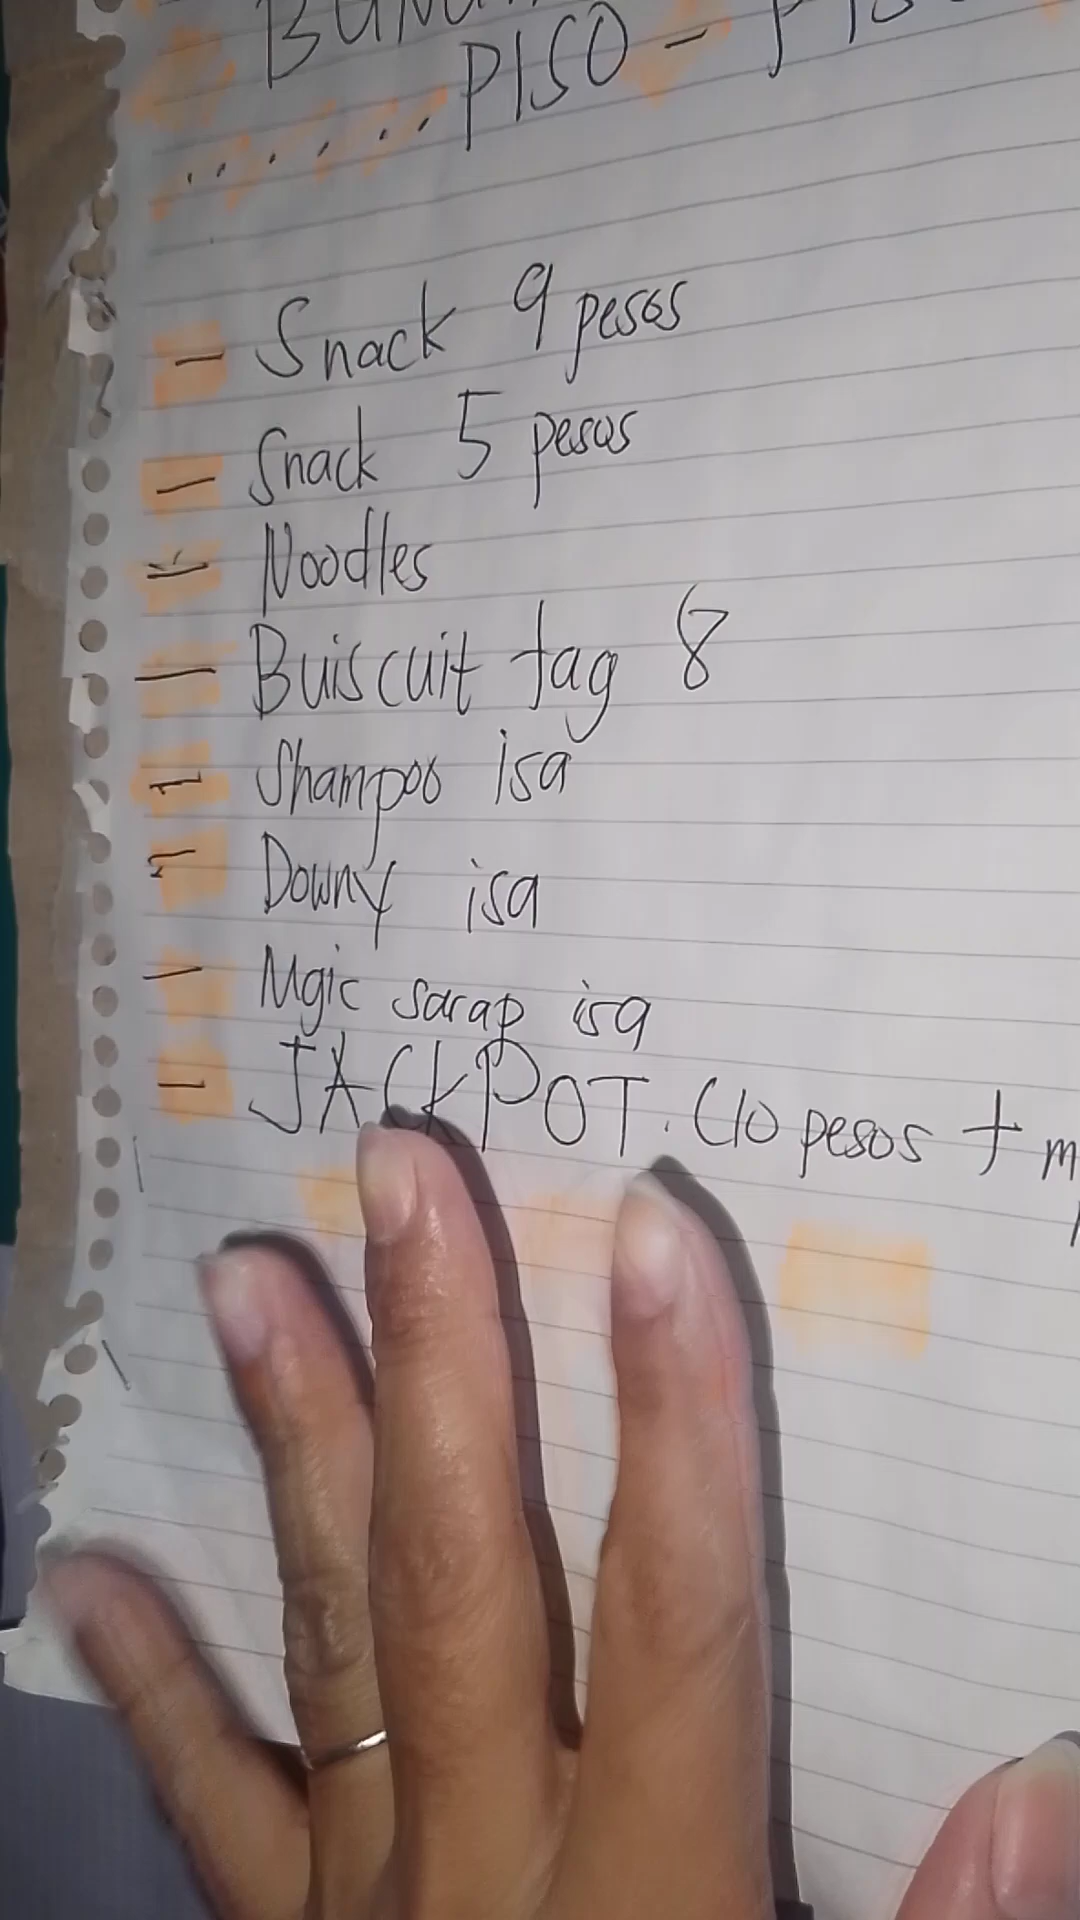 PISO -
- Snack 9 pesos
- Snack 5 pesos
- Noodles
- Buiscuit tag 8
- Shampoo isa
- Downy isa
- Mgic sarap isa
- JACKPOT. (10 pesos +